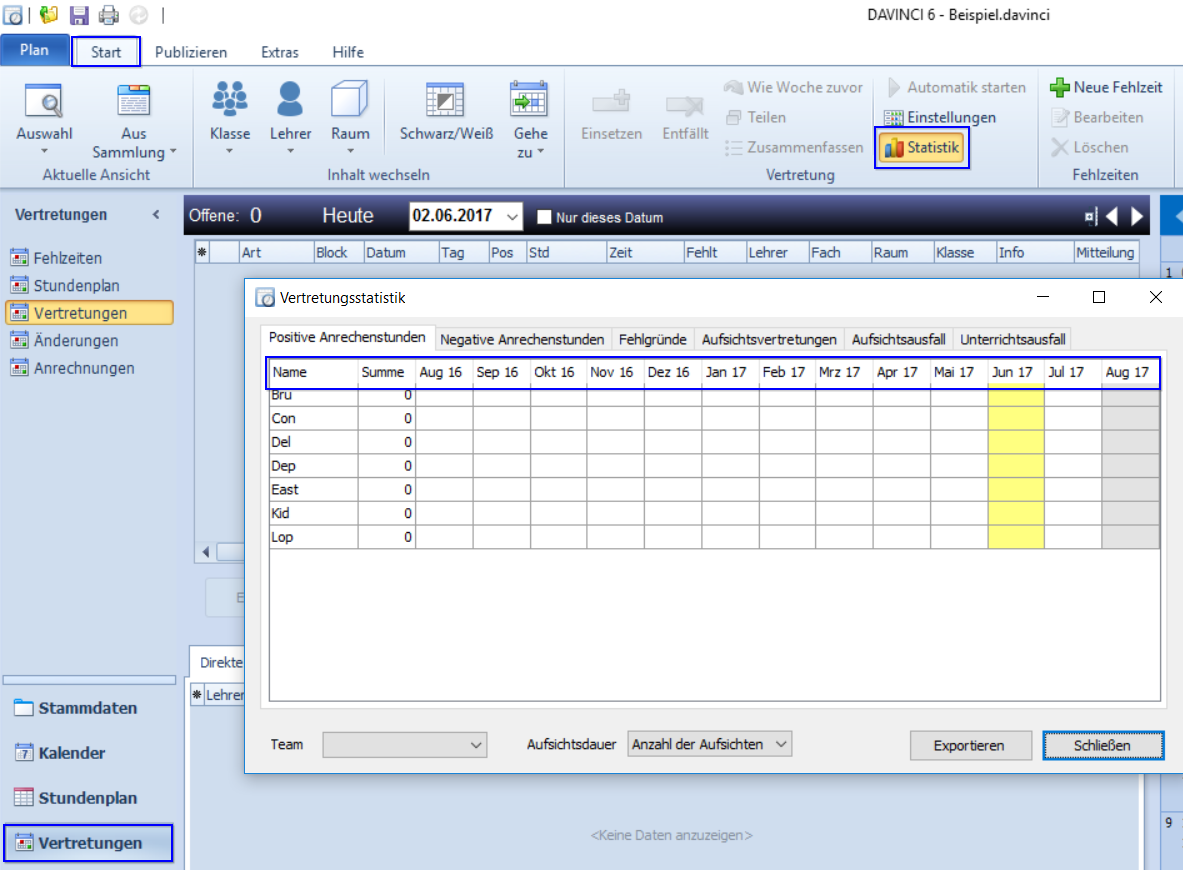 DAVINCI 6 - Beispiel.davinci
Plan Start Publizieren Extras Hilfe
Auswahl
Aus Sammlung
Aktuelle Ansicht
Klasse
Lehrer
Raum
Schwarz/Weiß
Gehe zu
Inhalt wechseln
Einsetzen
Entfällt
Wie Woche zuvor
Teilen
Zusammenfassen
Automatik starten
Einstellungen
Statistik
Vertretung
Neue Fehlzeit
Bearbeiten
Löschen
Fehlzeiten
Vertretungen
Fehlzeiten
Stundenplan
Vertretungen
Änderungen
Anrechnungen
Offene: 0 Heute 02.06.2017 Nur dieses Datum
Art Block Datum Tag Pos Std Zeit Fehlt Lehrer Fach Raum Klasse Info Mitteilung
1
Vertretungsstatistik
Positive Anrechenstunden Negative Anrechenstunden Fehlgründe Aufsichtsvertretungen Aufsichtsausfall Unterrichtsausfall
Name Summe Aug 16 Sep 16 Okt 16 Nov 16 Dez 16 Jan 17 Feb 17 Mrz 17 Apr 17 Mai 17 Jun 17 Jul 17 Aug 17
Bru 0
Con 0
Del 0
Dep 0
East 0
Kid 0
Lop 0
Team
Aufsichtsdauer Anzahl der Aufsichten
Exportieren Schließen
E
Direkte
Lehrer
<Keine Daten anzuzeigen>
9
Stammdaten
7 Kalender
Stundenplan
Vertretungen